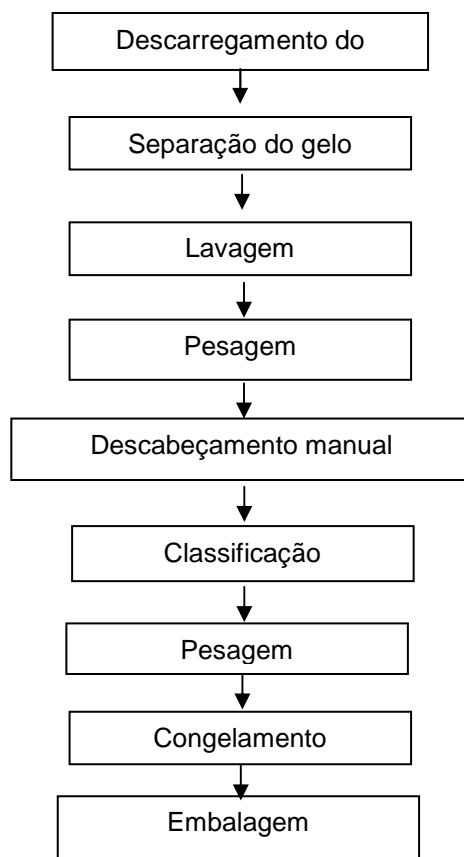 Descarregamento do
Separação do gelo
Lavagem
Pesagem
Descabeçamento manual
Classificação
Pesagem
Congelamento
Embalagem